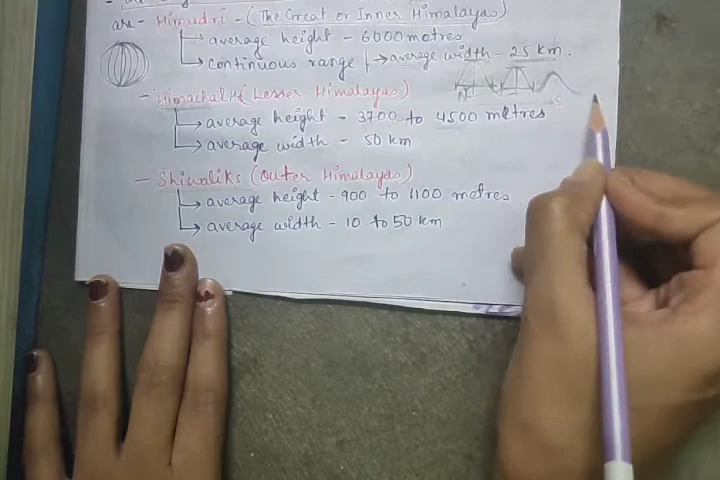 are - Himadri - (The Great or Inner Himalayas)
average height - 6000 metres
continuous range → average width - 25 km.
- Himachal (Lesser Himalayas)
average height - 3700 to 4500 metres
average width - 50 km
- Shiwaliks (Outer Himalayas)
average height - 900 to 1100 metres
average width - 10 to 50 km